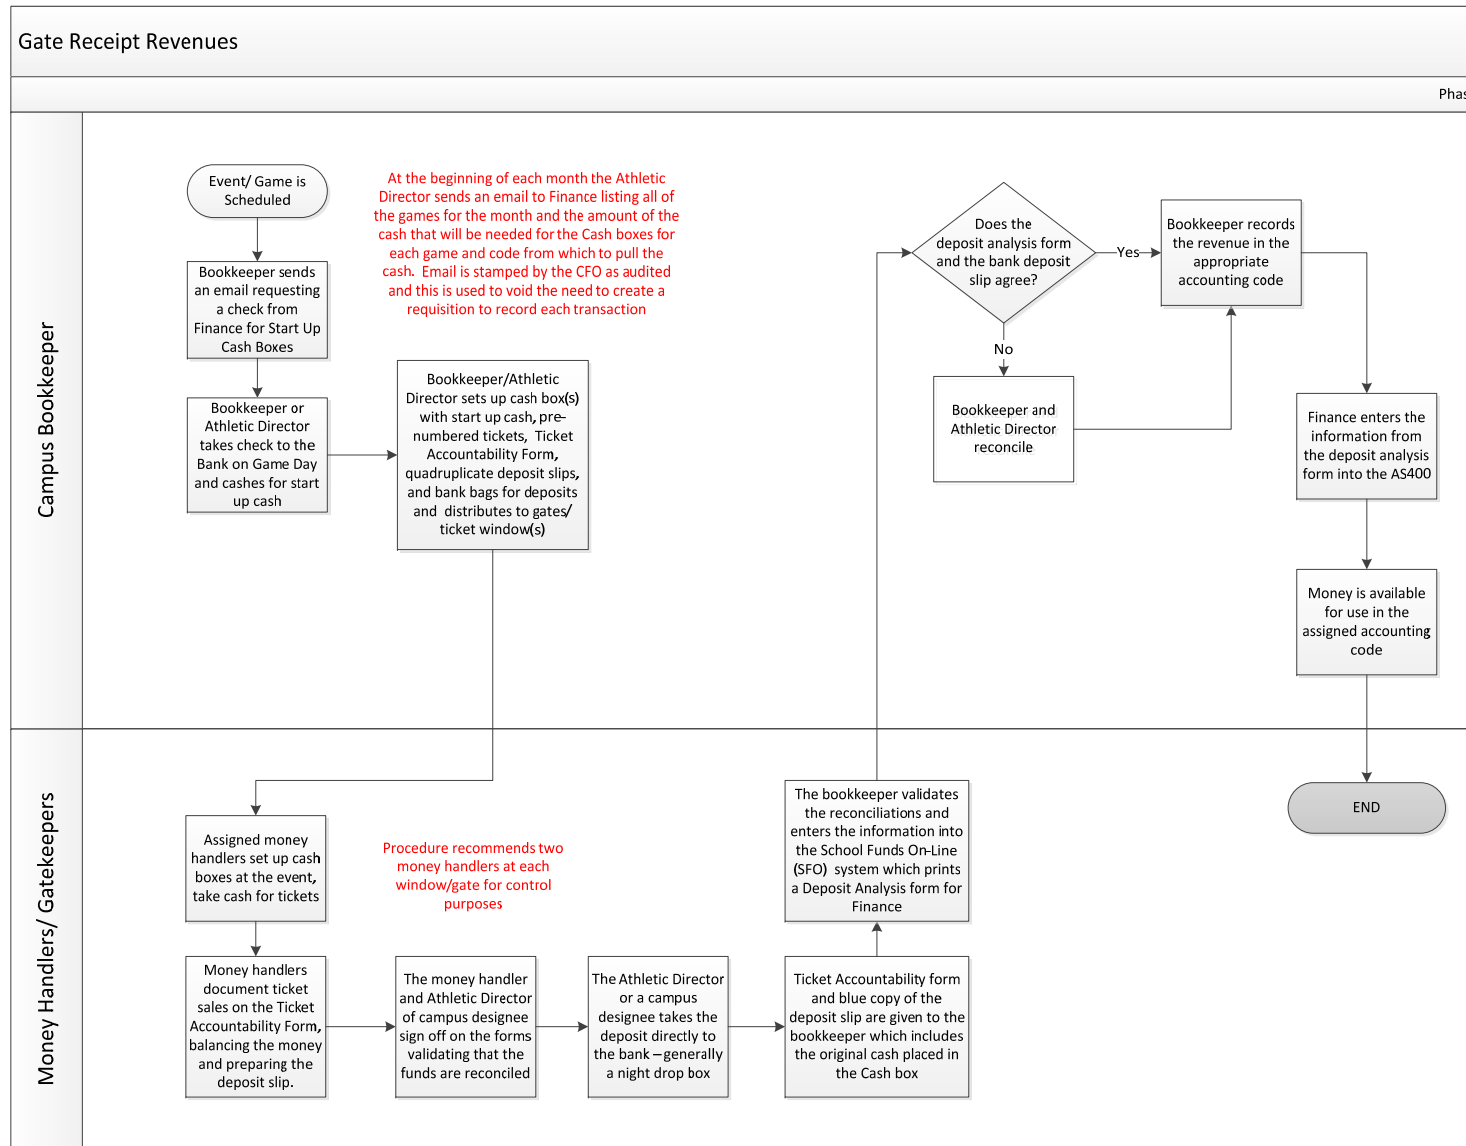 Gate Receipt Revenues
Phas
Campus Bookkeeper
Event/ Game is
Scheduled
Bookkeeper sends
an email requesting
a check from
Finance for Start Up
Cash Boxes
Bookkeeper or
Athletic Director
takes check to the
Bank on Game Day
and cashes for start
up cash
At the beginning of each month the Athletic
Director sends an email to Finance listing all of
the games for the month and the amount of the
cash that will be needed for the Cash boxes for
each game and code from which to pull the
cash.  Email is stamped by the CFO as audited
and this is used to void the need to create a
requisition to record each transaction
Bookkeeper/Athletic
Director sets up cash box(s)
with start up cash, pre-
numbered tickets,  Ticket
Accountability Form,
quadruplicate deposit slips,
and bank bags for deposits
and  distributes to gates/
ticket window(s)
Does the
deposit analysis form
and the bank deposit
slip agree?
Yes
No
Bookkeeper and
Athletic Director
reconcile
Bookkeeper records
the revenue in the
appropriate
accounting code
Finance enters the
information from
the deposit analysis
form into the AS400
Money is available
for use in the
assigned accounting
code
END
Money Handlers/ Gatekeepers
Assigned money
handlers set up cash
boxes at the event,
take cash for tickets
Procedure recommends two
money handlers at each
window/gate for control
purposes
Money handlers
document ticket
sales on the Ticket
Accountability Form,
balancing the money
and preparing the
deposit slip.
The money handler
and Athletic Director
of campus designee
sign off on the forms
validating that the
funds are reconciled
The Athletic Director
or a campus
designee takes the
deposit directly to
the bank – generally
a night drop box
Ticket Accountability form
and blue copy of the
deposit slip are given to the
bookkeeper which includes
the original cash placed in
the Cash box
The bookkeeper validates
the reconciliations and
enters the information into
the School Funds On-Line
(SFO)  system which prints
a Deposit Analysis form for
Finance